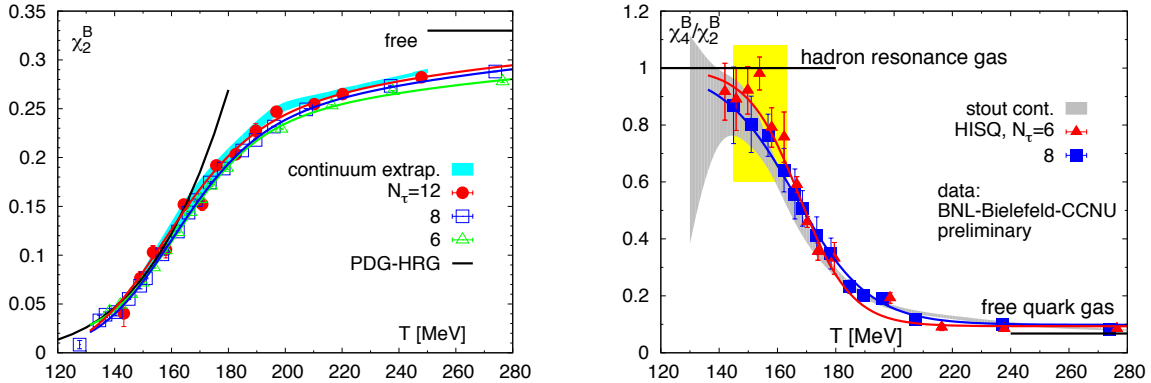 χ₂ᴮ
free
continuum extrap.
N_τ=12
8
6
PDG-HRG
T [MeV]
0
0.05
0.1
0.15
0.2
0.25
0.3
0.35
120 140 160 180 200 220 240 260 280
χ₄ᴮ/χ₂ᴮ
hadron resonance gas
stout cont.
HISQ, N_τ=6
8
data:
BNL-Bielefeld-CCNU
preliminary
free quark gas
T [MeV]
0
0.2
0.4
0.6
0.8
1
1.2
120 140 160 180 200 220 240 260 280